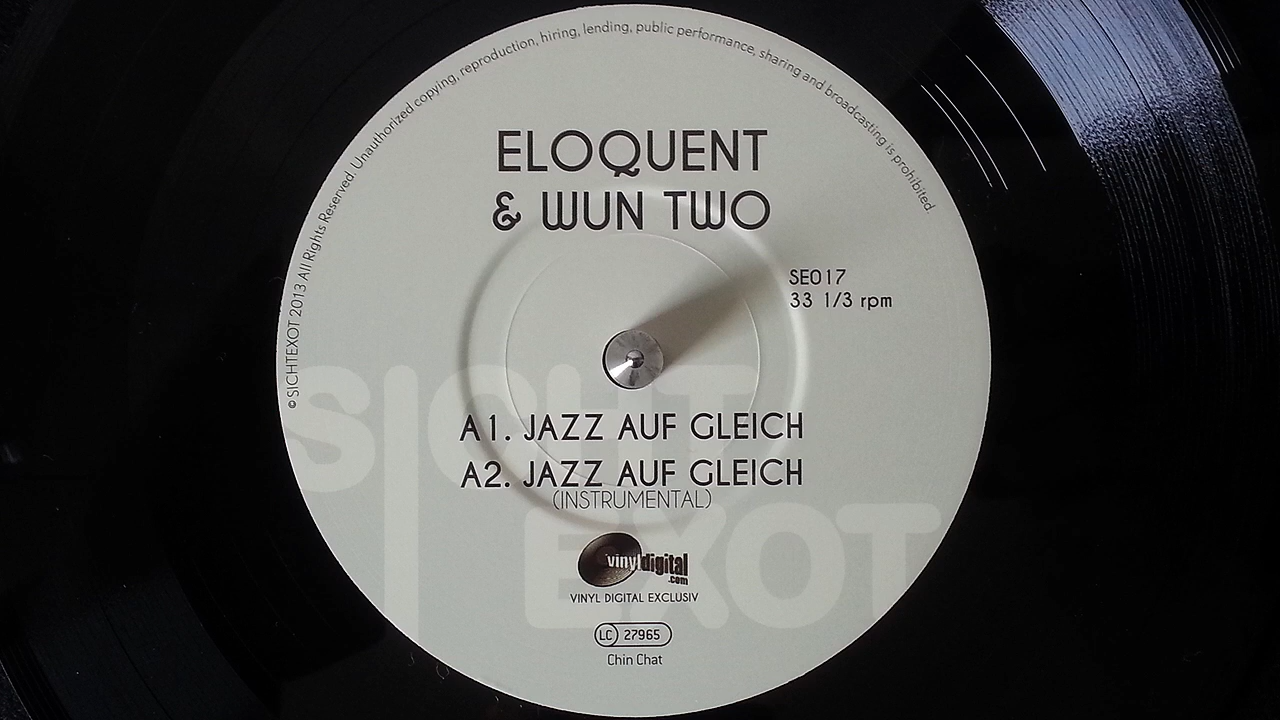 © SICHTEXOT 2013 All Rights Reserved. Unauthorized copying, reproduction, hiring, lending, public performance, sharing and broadcasting is prohibited.
ELOQUENT
& WUN TWO
SE017
33 1/3 rpm
SICHT
EXOT
A1. JAZZ AUF GLEICH
A2. JAZZ AUF GLEICH
(INSTRUMENTAL)
vinyldigital
.com
VINYL DIGITAL EXCLUSIV
LC 27965
Chin Chat